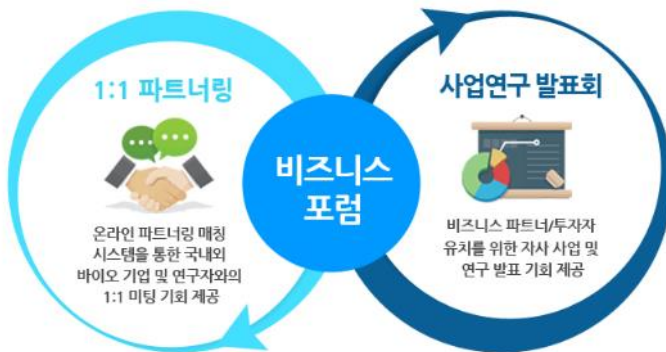 1:1 파트너링
온라인 파트너링 매칭
시스템을 통한 국내외
바이오 기업 및 연구자와의
1:1 미팅 기회 제공
비즈니스
포럼
사업연구 발표회
비즈니스 파트너/투자자
유치를 위한 자사 사업 및
연구 발표 기회 제공